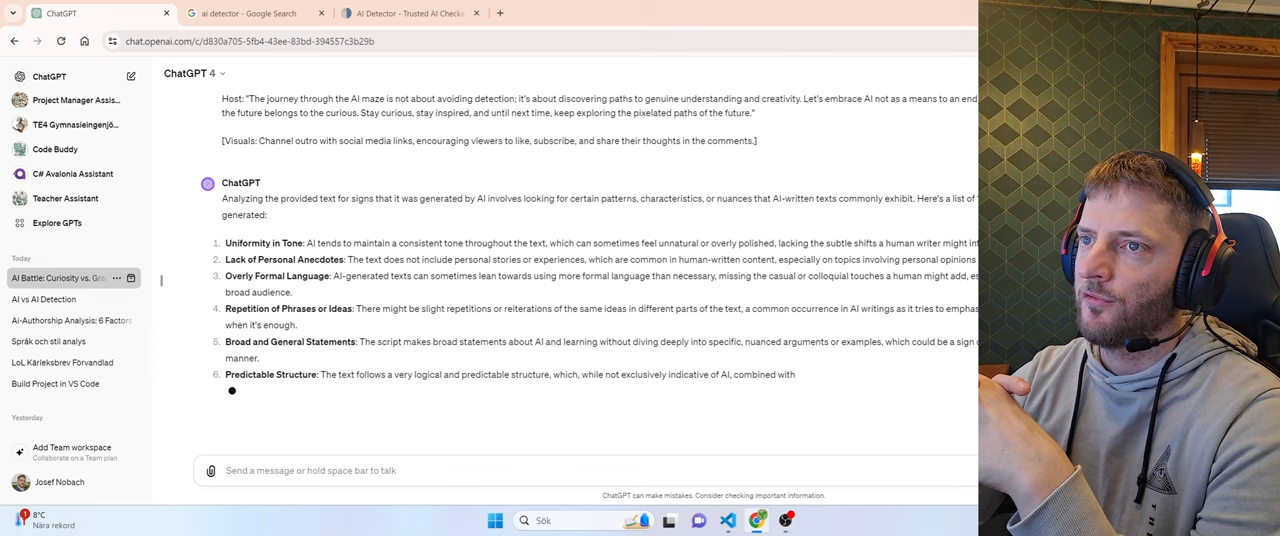 ChatGPT
ai detector - Google Search
AI Detector - Trusted AI Checke
chat.openai.com/c/d830a705-5fb4-43ee-83bd-394557c3b29b
ChatGPT
Project Manager Assis...
TE4 Gymnasieingenjö...
Code Buddy
C# Avalonia Assistant
Teacher Assistant
Explore GPTs
Today
AI Battle: Curiosity vs. Gra
AI vs AI Detection
Ai-Authorship Analysis: 6 Factors
Språk och stil analys
LoL Kärleksbrev Förvandlad
Build Project in VS Code
Yesterday
Add Team workspace
Collaborate on a Team plan
Josef Nobach
ChatGPT 4
Host: "The journey through the AI maze is not about avoiding detection; it's about discovering paths to genuine understanding and creativity. Let's embrace AI not as a means to an end
the future belongs to the curious. Stay curious, stay inspired, and until next time, keep exploring the pixelated paths of the future."
[Visuals: Channel outro with social media links, encouraging viewers to like, subscribe, and share their thoughts in the comments.]
ChatGPT
Analyzing the provided text for signs that it was generated by AI involves looking for certain patterns, characteristics, or nuances that AI-written texts commonly exhibit. Here's a list of
generated:
1. Uniformity in Tone: AI tends to maintain a consistent tone throughout the text, which can sometimes feel unnatural or overly polished, lacking the subtle shifts a human writer might int
2. Lack of Personal Anecdotes: The text does not include personal stories or experiences, which are common in human-written content, especially on topics involving personal opinions
3. Overly Formal Language: AI-generated texts can sometimes lean towards using more formal language than necessary, missing the casual or colloquial touches a human might add, es
broad audience.
4. Repetition of Phrases or Ideas: There might be slight repetitions or reiterations of the same ideas in different parts of the text, a common occurrence in AI writings as it tries to emphas
when it's enough.
5. Broad and General Statements: The script makes broad statements about AI and learning without diving deeply into specific, nuanced arguments or examples, which could be a sign
manner.
6. Predictable Structure: The text follows a very logical and predictable structure, which, while not exclusively indicative of AI, combined with
Send a message or hold space bar to talk
ChatGPT can make mistakes. Consider checking important information.
1
8°C
Nära rekord
Sök